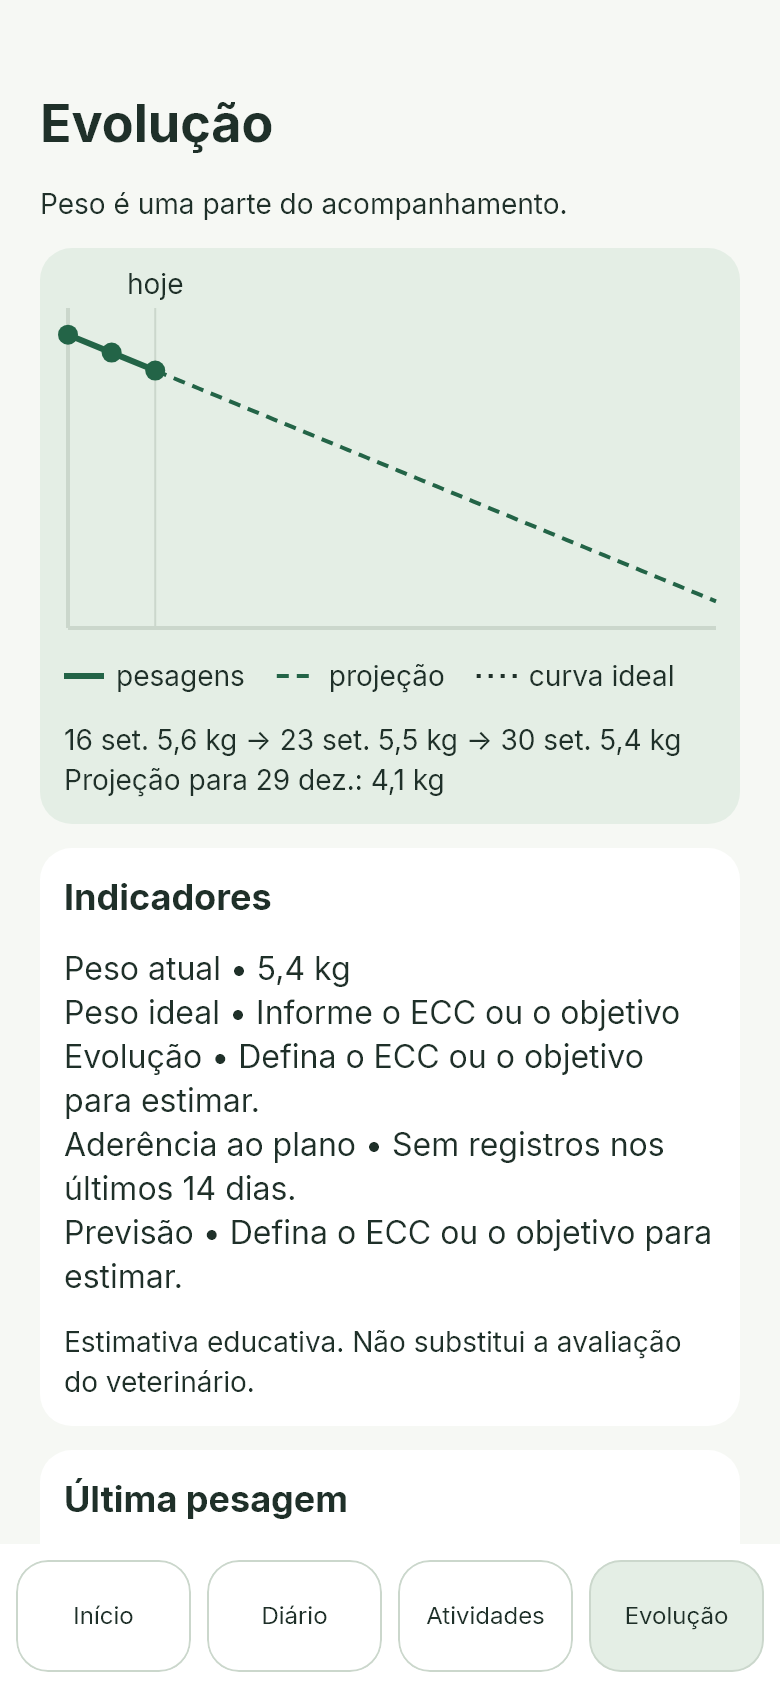 Evolução
Peso é uma parte do acompanhamento.
hoje
pesagens
projeção
curva ideal
16 set. 5,6 kg → 23 set. 5,5 kg → 30 set. 5,4 kg
Projeção para 29 dez.: 4,1 kg
Indicadores
Peso atual • 5,4 kg
Peso ideal • Informe o ECC ou o objetivo
Evolução • Defina o ECC ou o objetivo
para estimar.
Aderência ao plano • Sem registros nos
últimos 14 dias.
Previsão • Defina o ECC ou o objetivo para
estimar.
Estimativa educativa. Não substitui a avaliação
do veterinário.
Última pesagem
Início
Diário
Atividades
Evolução